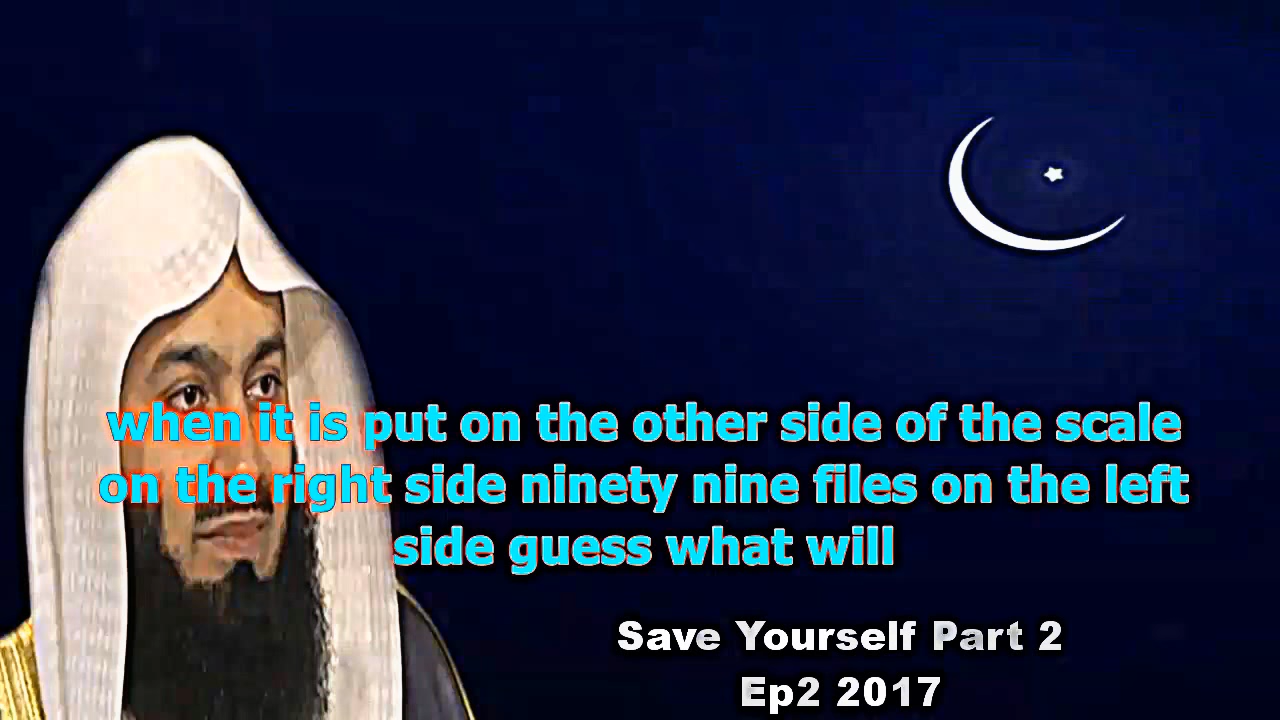 when it is put on the other side of the scale
on the right side ninety nine files on the left
side guess what will
Save Yourself Part 2
Ep2 2017